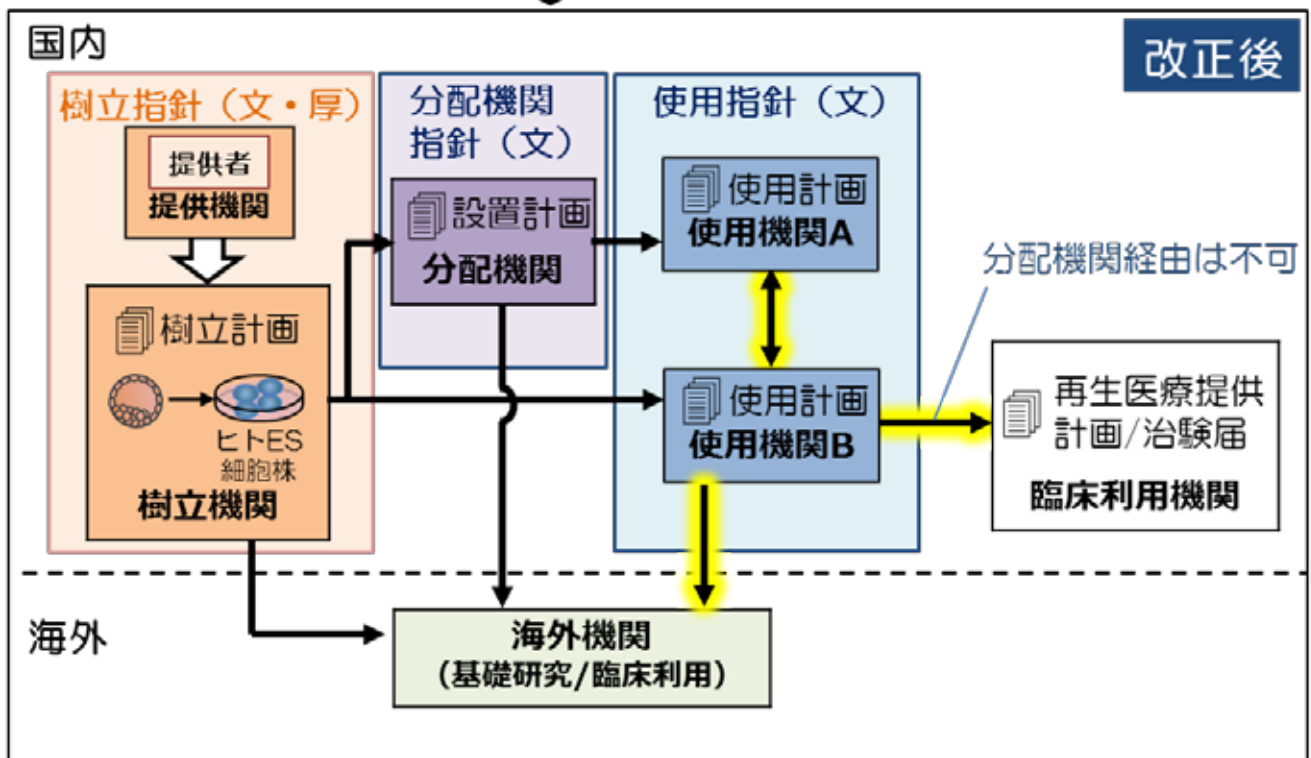 国内
改正後
樹立指針（文・厚）
提供者
提供機関
樹立計画
ヒトES
細胞株
樹立機関
分配機関
指針（文）
設置計画
分配機関
使用指針（文）
使用計画
使用機関A
使用計画
使用機関B
分配機関経由は不可
再生医療提供
計画/治験届
臨床利用機関
海外
海外機関
（基礎研究/臨床利用）